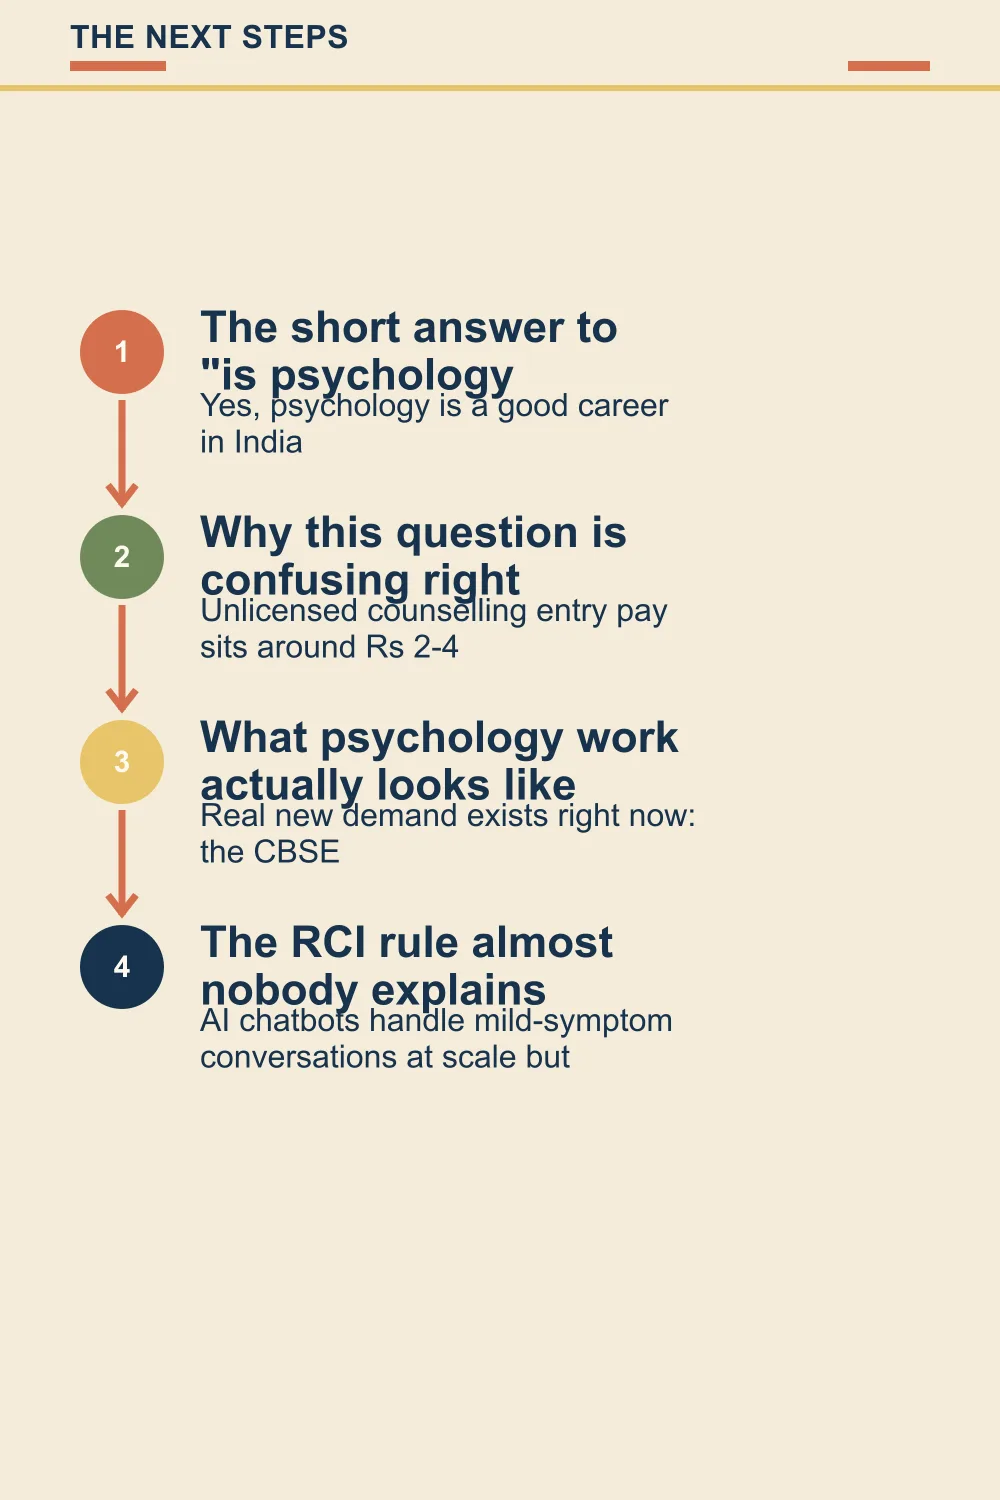 THE NEXT STEPS
1
The short answer to
"is psychology
Yes, psychology is a good career
in India
2
Why this question is
confusing right
Unlicensed counselling entry pay
sits around Rs 2-4
3
What psychology work
actually looks like
Real new demand exists right now:
the CBSE
4
The RCI rule almost
nobody explains
AI chatbots handle mild-symptom
conversations at scale but